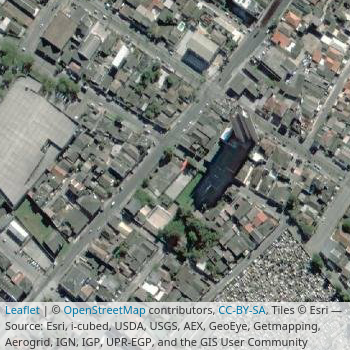 Leaflet | © OpenStreetMap contributors, CC-BY-SA, Tiles © Esri —
Source: Esri, i-cubed, USDA, USGS, AEX, GeoEye, Getmapping,
Aerogrid, IGN, IGP, UPR-EGP, and the GIS User Community